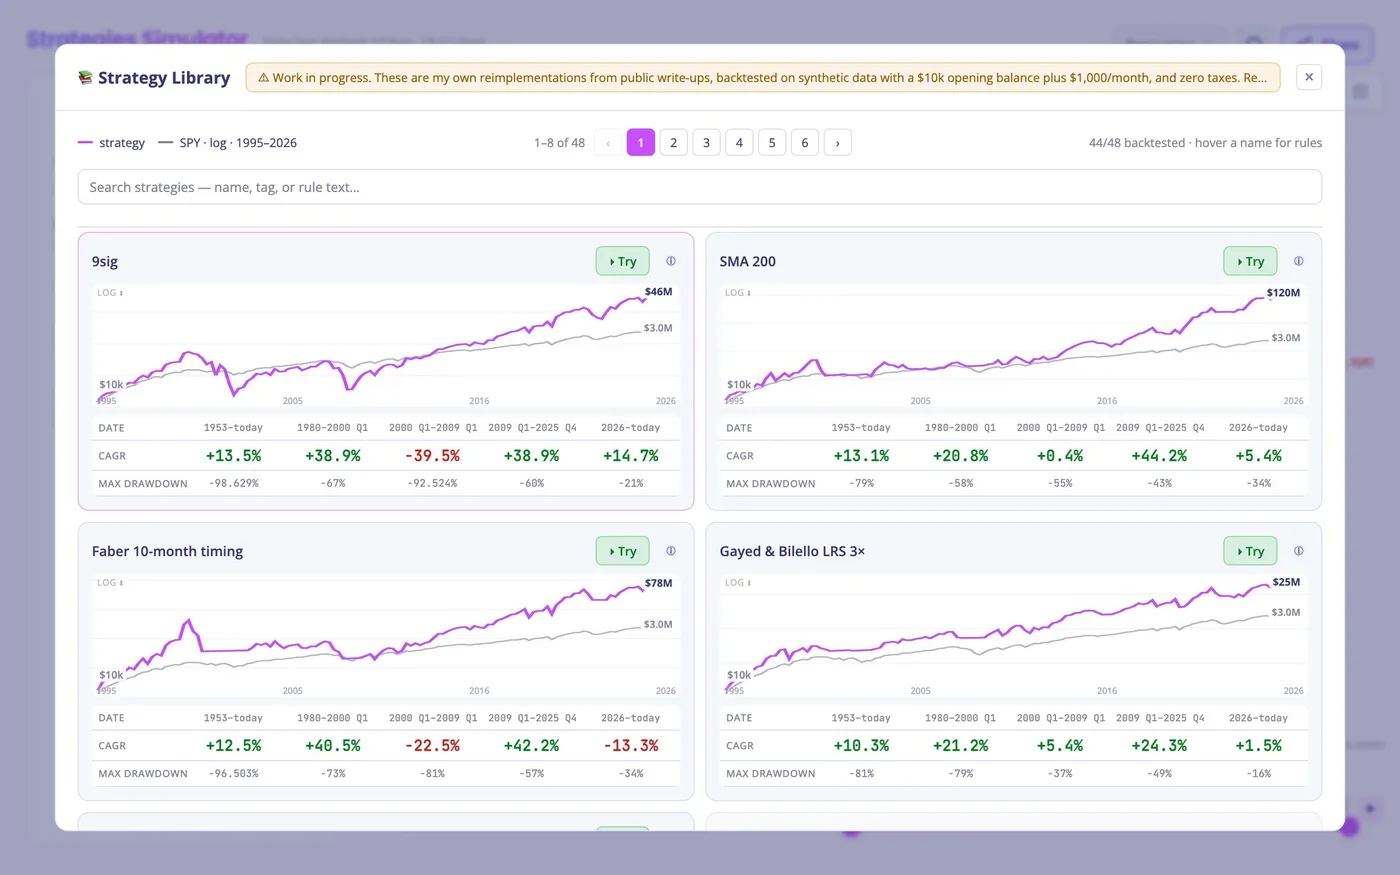 Strategies Simulator
📚 Strategy Library
⚠ Work in progress. These are my own reimplementations from public write-ups, backtested on synthetic data with a $10k opening balance plus $1,000/month, and zero taxes. Re...
×
strategy — SPY · log · 1995–2026
1–8 of 48 ‹ 1 2 3 4 5 6 ›
44/48 backtested · hover a name for rules
Search strategies — name, tag, or rule text...
9sig
Try
LOG
$46M
$3.0M
$10k
1995 2005 2016 2026
DATE 1953-today 1980-2000 Q1 2000 Q1-2009 Q1 2009 Q1-2025 Q4 2026-today
CAGR +13.5% +38.9% -39.5% +38.9% +14.7%
MAX DRAWDOWN -98.629% -67% -92.524% -60% -21%
SMA 200
Try
LOG
$120M
$3.0M
$10k
1995 2005 2016 2026
DATE 1953-today 1980-2000 Q1 2000 Q1-2009 Q1 2009 Q1-2025 Q4 2026-today
CAGR +13.1% +20.8% +0.4% +44.2% +5.4%
MAX DRAWDOWN -79% -58% -55% -43% -34%
Faber 10-month timing
Try
LOG
$78M
$3.0M
$10k
1995 2005 2016 2026
DATE 1953-today 1980-2000 Q1 2000 Q1-2009 Q1 2009 Q1-2025 Q4 2026-today
CAGR +12.5% +40.5% -22.5% +42.2% -13.3%
MAX DRAWDOWN -96.503% -73% -81% -57% -34%
Gayed & Bilello LRS 3×
Try
LOG
$25M
$3.0M
$10k
1995 2005 2016 2026
DATE 1953-today 1980-2000 Q1 2000 Q1-2009 Q1 2009 Q1-2025 Q4 2026-today
CAGR +10.3% +21.2% +5.4% +24.3% +1.5%
MAX DRAWDOWN -81% -79% -37% -49% -16%